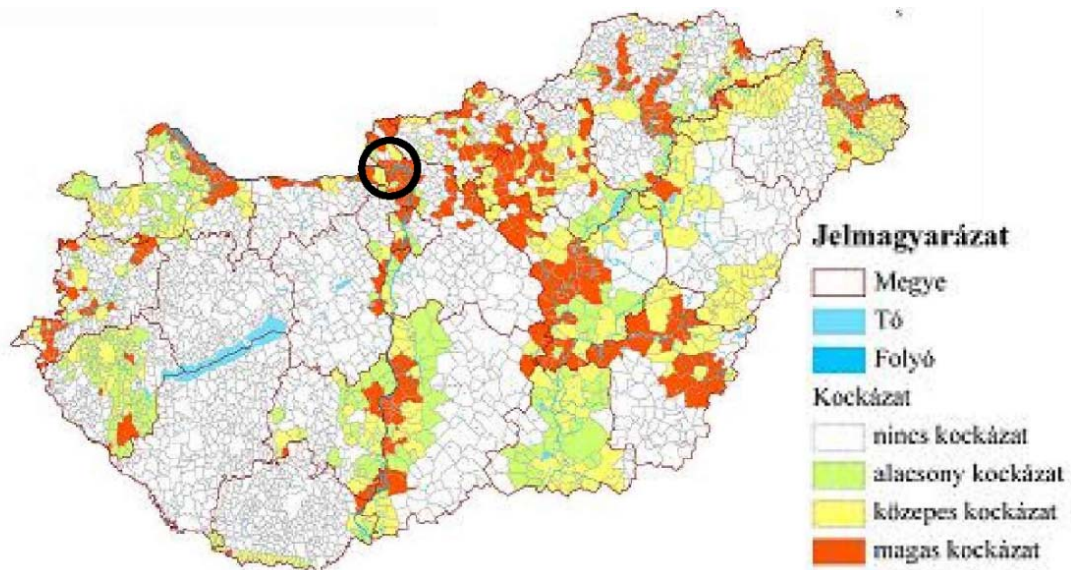 s
Jelmagyarázat
Megye
Tó
Folyó
Kockázat
nincs kockázat
alacsony kockázat
közepes kockázat
magas kockázat